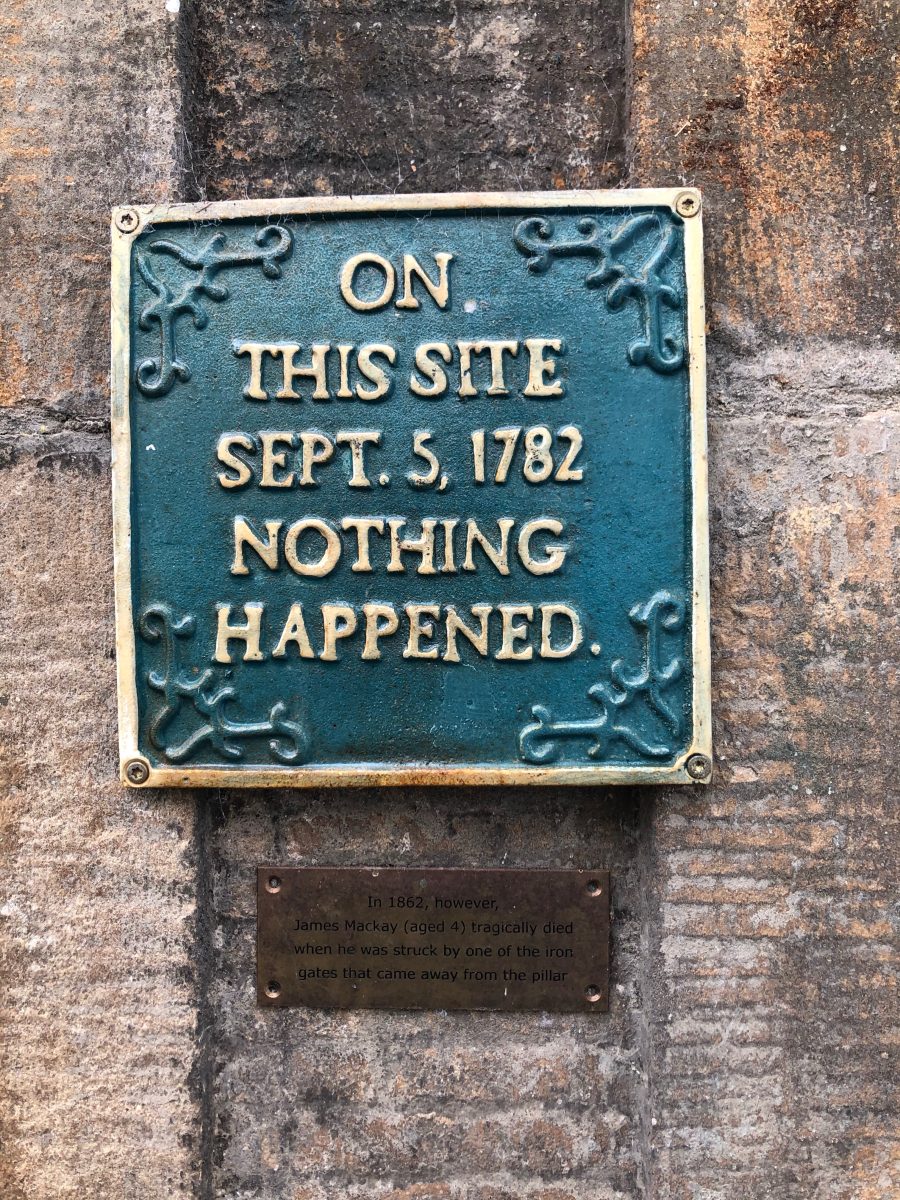 ON
THIS SITE
SEPT. 5, 1782
NOTHING
HAPPENED.
In 1862, however,
James Mackay (aged 4) tragically died
when he was struck by one of the iron
gates that came away from the pillar